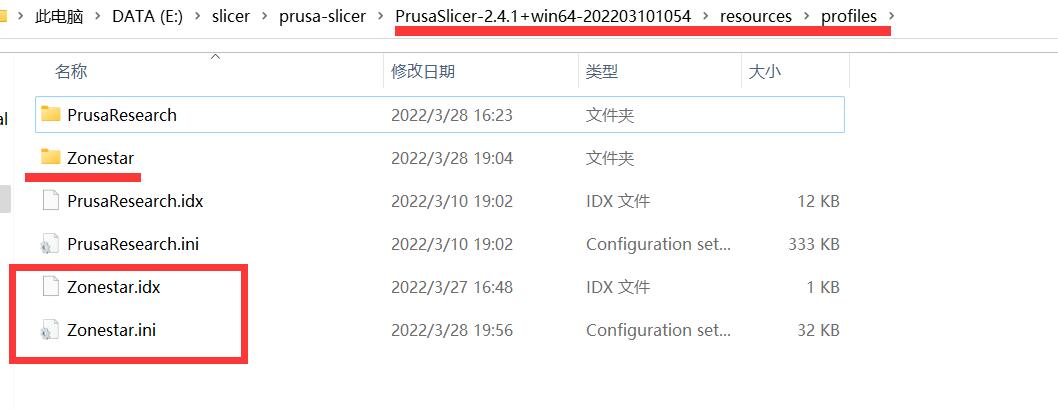 此电脑 > DATA (E:) > slicer > prusa-slicer > PrusaSlicer-2.4.1+win64-202203101054 > resources > profiles >
名称 修改日期 类型 大小
PrusaResearch 2022/3/28 16:23 文件夹
al
Zonestar 2022/3/28 19:04 文件夹
PrusaResearch.idx 2022/3/10 19:02 IDX 文件 12 KB
PrusaResearch.ini 2022/3/10 19:02 Configuration set... 333 KB
Zonestar.idx 2022/3/27 16:48 IDX 文件 1 KB
Zonestar.ini 2022/3/28 19:56 Configuration set... 32 KB